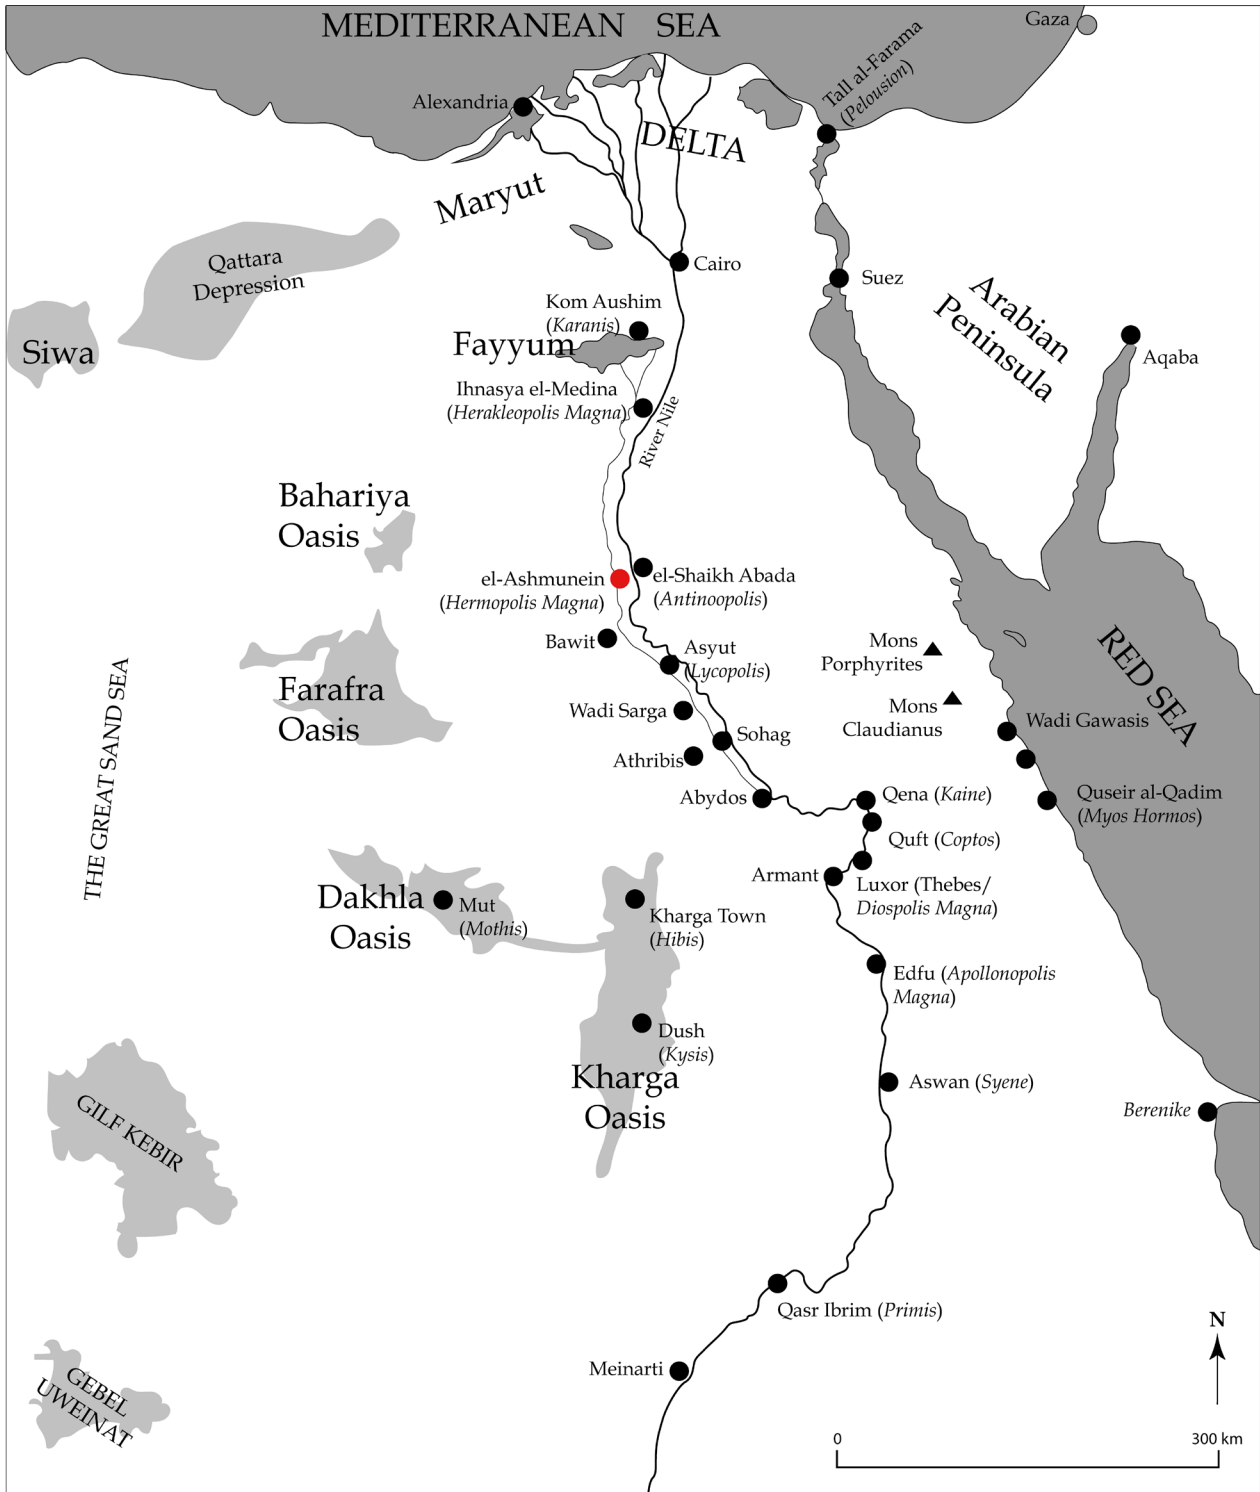 MEDITERRANEAN SEA
Gaza
Tall al-Farama
(Pelousion)
Alexandria
DELTA
Maryut
Qattara
Depression
Cairo
Suez
Arabian
Peninsula
Kom Aushim
(Karanis)
Siwa
Fayyum
Aqaba
Ihnasya el-Medina
(Herakleopolis Magna)
River Nile
Bahariya
Oasis
el-Ashmunein
(Hermopolis Magna)
el-Shaikh Abada
(Antinoopolis)
Bawit
Asyut
(Lycopolis)
Mons
Porphyrites
RED SEA
Farafra
Oasis
THE GREAT SAND SEA
Wadi Sarga
Mons
Claudianus
Wadi Gawasis
Sohag
Athribis
Abydos
Qena (Kaine)
Quseir al-Qadim
(Myos Hormos)
Quft (Coptos)
Armant
Luxor (Thebes/
Diospolis Magna)
Dakhla
Oasis
Mut
(Mothis)
Kharga Town
(Hibis)
Edfu (Apollonopolis
Magna)
Dush
(Kysis)
Kharga
Oasis
Aswan (Syene)
Berenike
GILF KEBIR
Qasr Ibrim (Primis)
Meinarti
GEBEL
UWEINAT
N
0
300 km